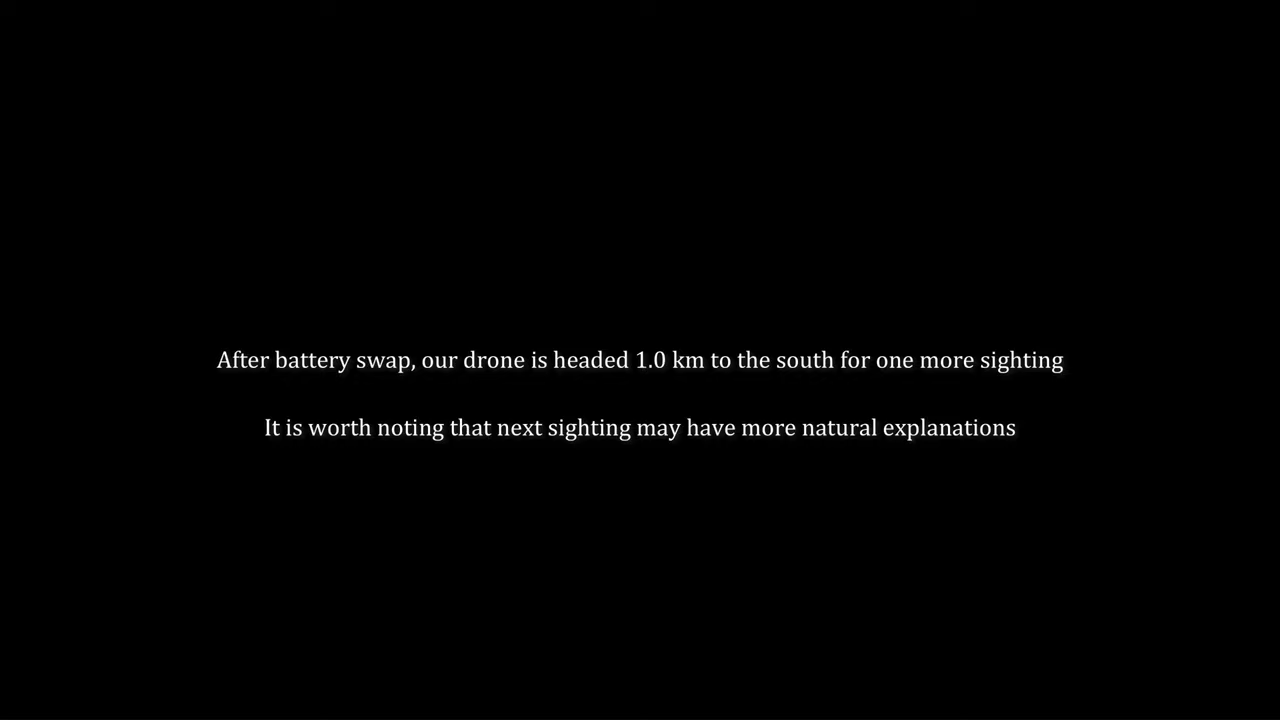 After battery swap, our drone is headed 1.0 km to the south for one more sighting
It is worth noting that next sighting may have more natural explanations